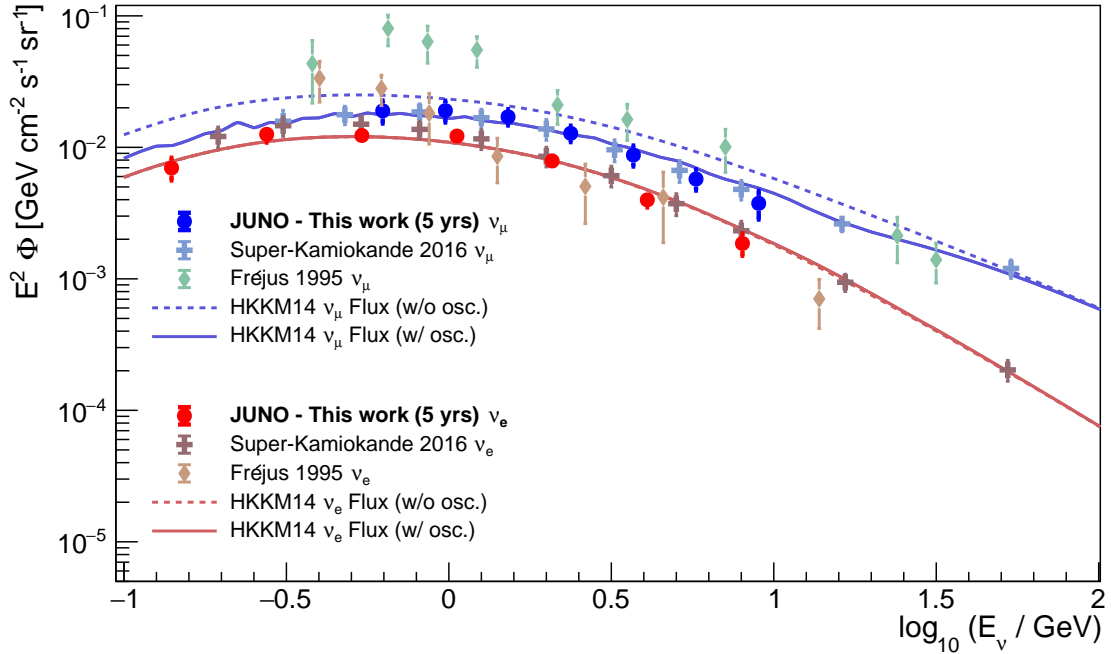 E² Φ [GeV cm⁻² s⁻¹ sr⁻¹]
10⁻¹
10⁻²
10⁻³
10⁻⁴
10⁻⁵
JUNO - This work (5 yrs) ν_μ
Super-Kamiokande 2016 ν_μ
Fréjus 1995 ν_μ
HKKM14 ν_μ Flux (w/o osc.)
HKKM14 ν_μ Flux (w/ osc.)
JUNO - This work (5 yrs) ν_e
Super-Kamiokande 2016 ν_e
Fréjus 1995 ν_e
HKKM14 ν_e Flux (w/o osc.)
HKKM14 ν_e Flux (w/ osc.)
−1 −0.5 0 0.5 1 1.5 2
log₁₀ (E_ν / GeV)